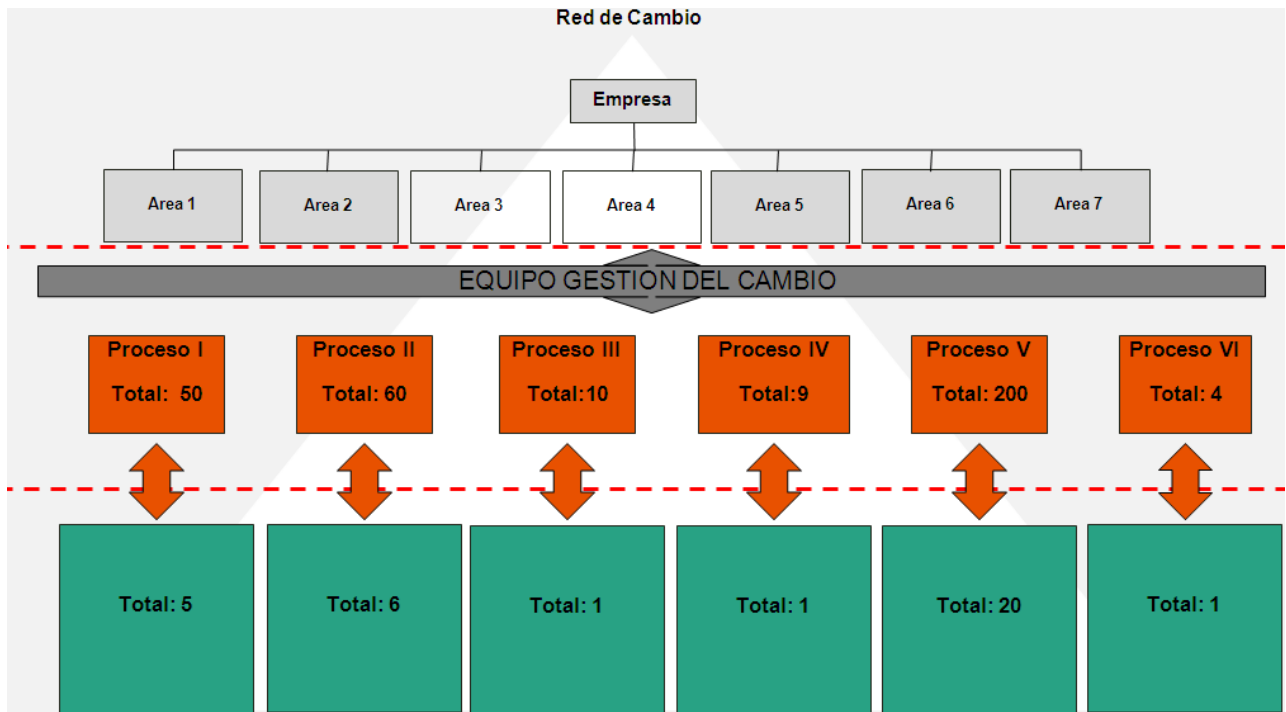 Red de Cambio
Empresa
Area 1
Area 2
Area 3
Area 4
Area 5
Area 6
Area 7
EQUIPO GESTION DEL CAMBIO
Proceso I
Total: 50
Proceso II
Total: 60
Proceso III
Total:10
Proceso IV
Total:9
Proceso V
Total: 200
Proceso VI
Total: 4
Total: 5
Total: 6
Total: 1
Total: 1
Total: 20
Total: 1